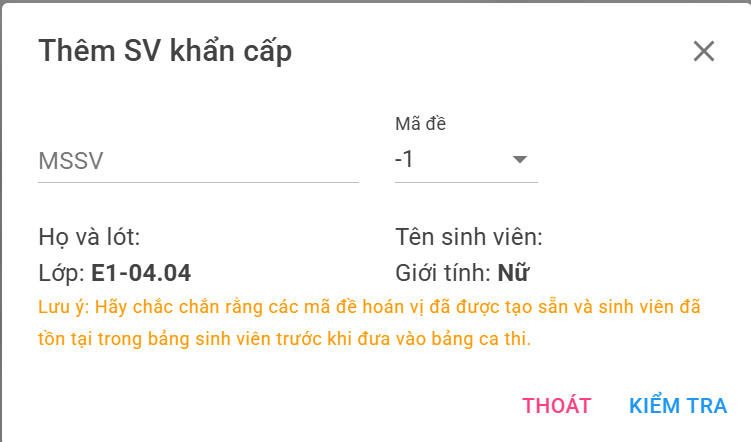 Thêm SV khẩn cấp
Mã đề
MSSV
-1
Họ và lót:
Tên sinh viên:
Lớp: E1-04.04
Giới tính: Nữ
Lưu ý: Hãy chắc chắn rằng các mã đề hoán vị đã được tạo sẵn và sinh viên đã
tồn tại trong bảng sinh viên trước khi đưa vào bảng ca thi.
THOÁT
KIỂM TRA